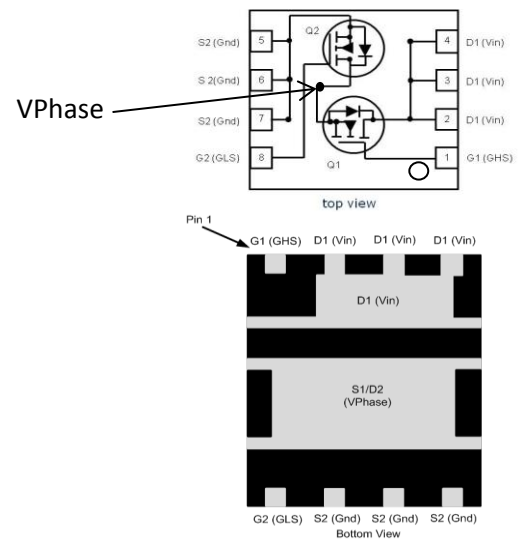 Q2
S2 (Gnd) 5 4 D1 (Vin)
S 2(Gnd) 6 3 D1 (Vin)
VPhase
S2 (Gnd) 7 2 D1 (Vin)
G2 (GLS) 8 1 G1 (GHS)
Q1
top view
Pin 1
G1 (GHS) D1 (Vin) D1 (Vin) D1 (Vin)
D1 (Vin)
S1/D2
(VPhase)
G2 (GLS) S2 (Gnd) S2 (Gnd) S2 (Gnd)
Bottom View